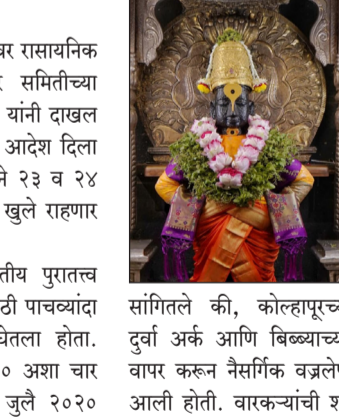 वर रासायनिक
समितीच्या
यांनी दाखल
आदेश दिला
ने २३ व २४
खुले राहणार
तीय पुरातत्त्व
ठी पाचव्यांदा
घेतला होता.
० अशा चार
जुलै २०२०
सांगितले की, कोल्हापूरच्य
दुर्वा अर्क आणि बिब्ब्याच्य
वापर करून नैसर्गिक वज्रलेप
आली होती. वारकऱ्यांची श